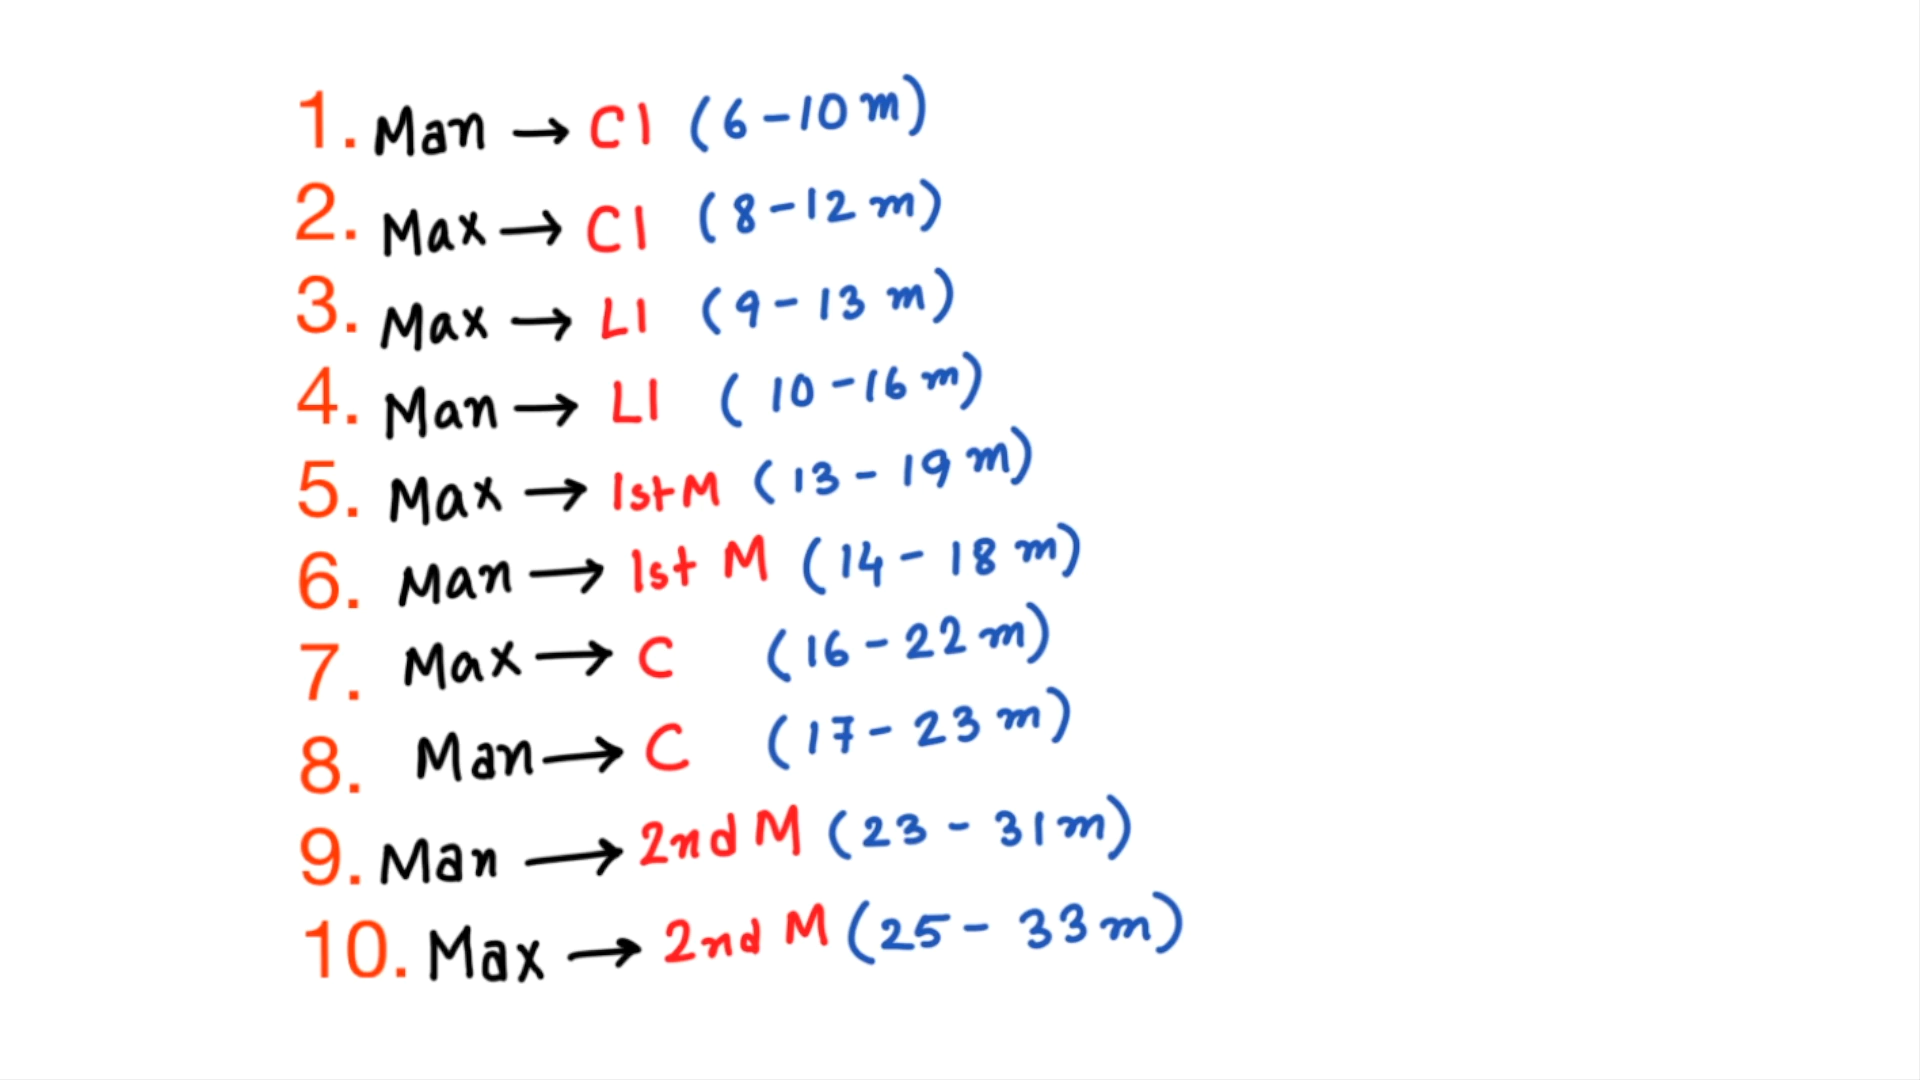 1. Man → CI (6-10 m)
2. Max → CI (8-12 m)
3. Max → LI (9-13 m)
4. Man → LI (10-16 m)
5. Max → 1st M (13-19 m)
6. Man → 1st M (14-18 m)
7. Max → C (16-22 m)
8. Man → C (17-23 m)
9. Man → 2nd M (23-31 m)
10. Max → 2nd M (25-33 m)